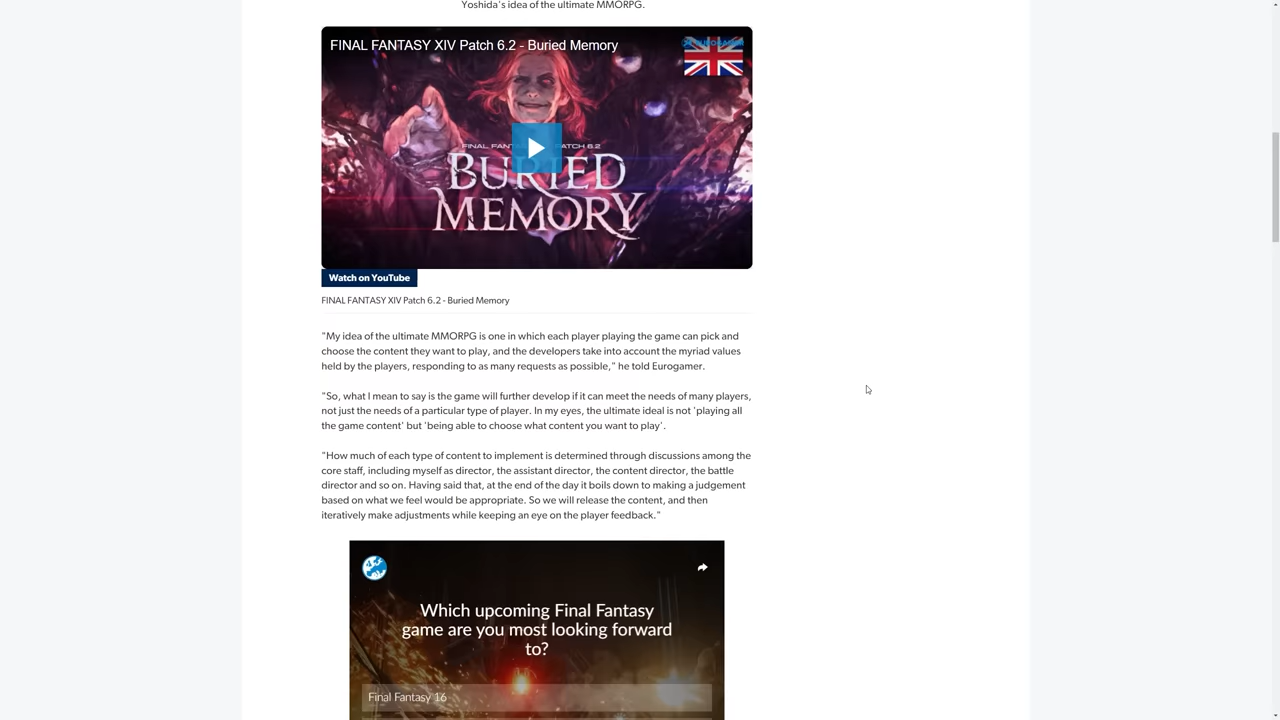 Yoshida's idea of the ultimate MMORPG.
FINAL FANTASY XIV Patch 6.2 - Buried Memory
BURIED
MEMORY
Watch on YouTube
FINAL FANTASY XIV Patch 6.2 - Buried Memory
"My idea of the ultimate MMORPG is one in which each player playing the game can pick and
choose the content they want to play, and the developers take into account the myriad values
held by the players, responding to as many requests as possible," he told Eurogamer.
"So, what I mean to say is the game will further develop if it can meet the needs of many players,
not just the needs of a particular type of player. In my eyes, the ultimate ideal is not 'playing all
the game content' but 'being able to choose what content you want to play'.
"How much of each type of content to implement is determined through discussions among the
core staff, including myself as director, the assistant director, the content director, the battle
director and so on. Having said that, at the end of the day it boils down to making a judgement
based on what we feel would be appropriate. So we will release the content, and then
iteratively make adjustments while keeping an eye on the player feedback."
Which upcoming Final Fantasy
game are you most looking forward
to?
Final Fantasy 16